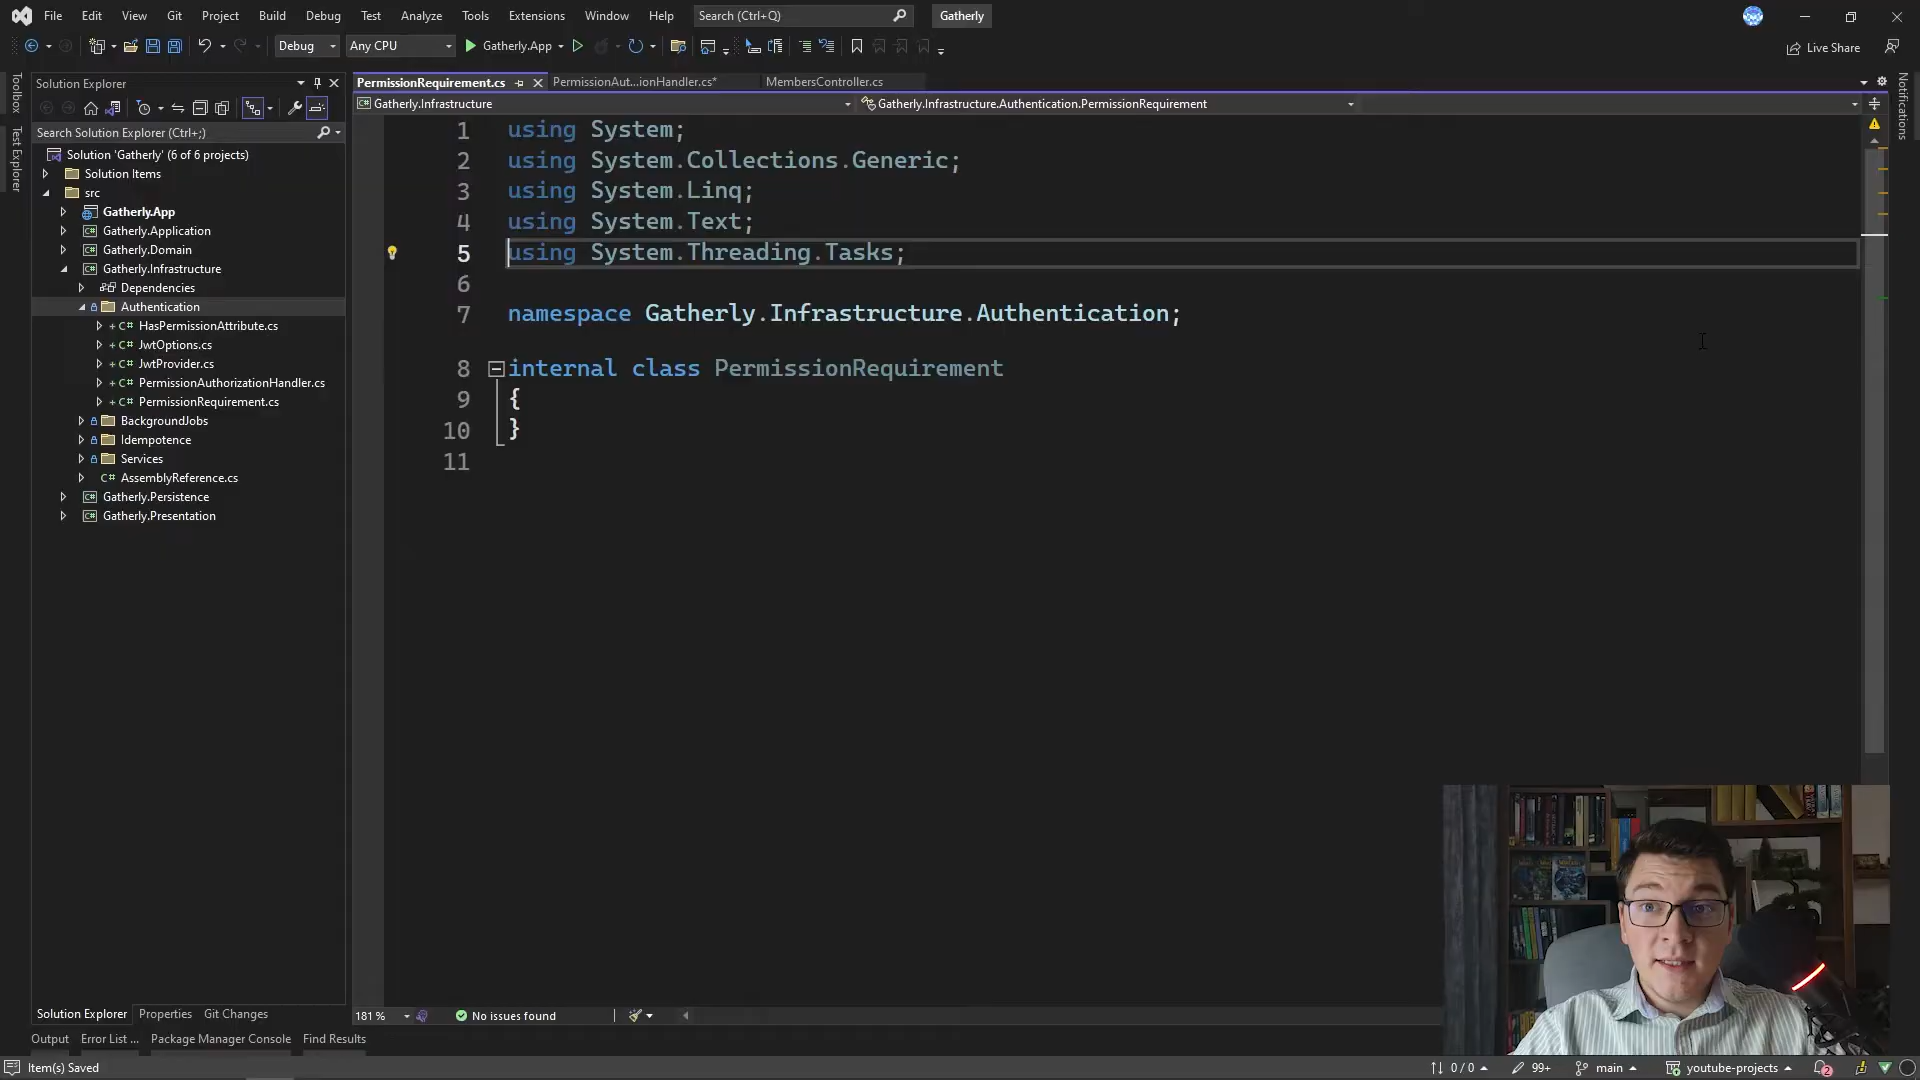 File Edit View Git Project Build Debug Test Analyze Tools Extensions Window Help Search (Ctrl+Q) Gatherly
Debug Any CPU Gatherly.App Live Share
Toolbox
Test Explorer
Notifications
Solution Explorer
Search Solution Explorer (Ctrl+;)
Solution 'Gatherly' (6 of 6 projects)
Solution Items
src
Gatherly.App
Gatherly.Application
Gatherly.Domain
Gatherly.Infrastructure
Dependencies
Authentication
HasPermissionAttribute.cs
JwtOptions.cs
JwtProvider.cs
PermissionAuthorizationHandler.cs
PermissionRequirement.cs
BackgroundJobs
Idempotence
Services
AssemblyReference.cs
Gatherly.Persistence
Gatherly.Presentation
Solution Explorer Properties Git Changes
PermissionRequirement.cs PermissionAut...ionHandler.cs* MembersController.cs
Gatherly.Infrastructure Gatherly.Infrastructure.Authentication.PermissionRequirement
1 using System;
2 using System.Collections.Generic;
3 using System.Linq;
4 using System.Text;
5 using System.Threading.Tasks;
6
7 namespace Gatherly.Infrastructure.Authentication;
8 internal class PermissionRequirement
9 {
10 }
11
181 % No issues found
Output Error List ... Package Manager Console Find Results
Item(s) Saved 0 / 0 99+ main youtube-projects 2